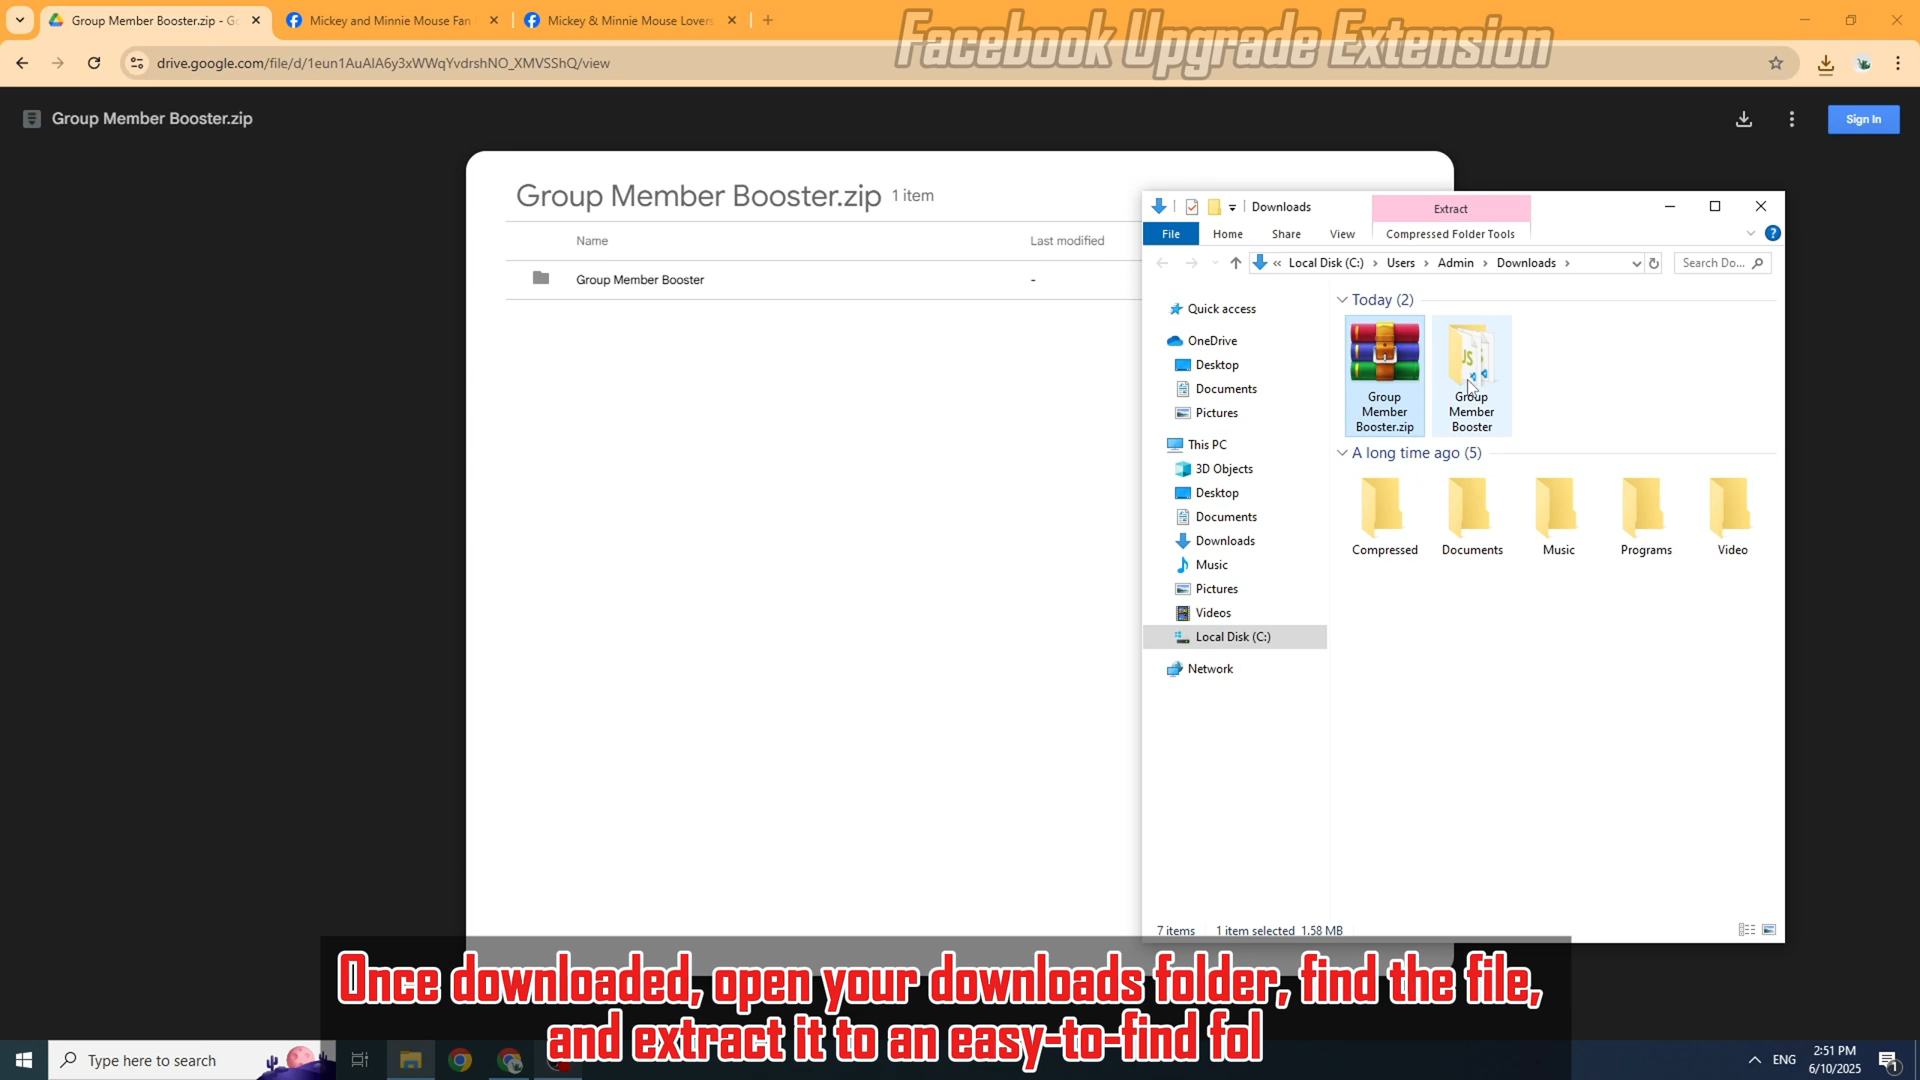 Group Member Booster.zip - Go
Mickey and Minnie Mouse Fan
Mickey & Minnie Mouse Lovers
Facebook Upgrade Extension
drive.google.com/file/d/1eun1AuAIA6y3xWWqYvdrshNO_XMVSShQ/view
Group Member Booster.zip
Sign In
Group Member Booster.zip 1 item
Name Last modified
Group Member Booster -
Downloads
Extract
File Home Share View Compressed Folder Tools
« Local Disk (C:) › Users › Admin › Downloads ›
Search Do...
Quick access
OneDrive
Desktop
Documents
Pictures
This PC
3D Objects
Desktop
Documents
Downloads
Music
Pictures
Videos
Local Disk (C:)
Network
Today (2)
Group
Member
Booster.zip
JS
Group
Member
Booster
A long time ago (5)
Compressed
Documents
Music
Programs
Video
7 items 1 item selected 1.58 MB
Once downloaded, open your downloads folder, find the file,
and extract it to an easy-to-find fol
Type here to search
ENG
2:51 PM
6/10/2025
1